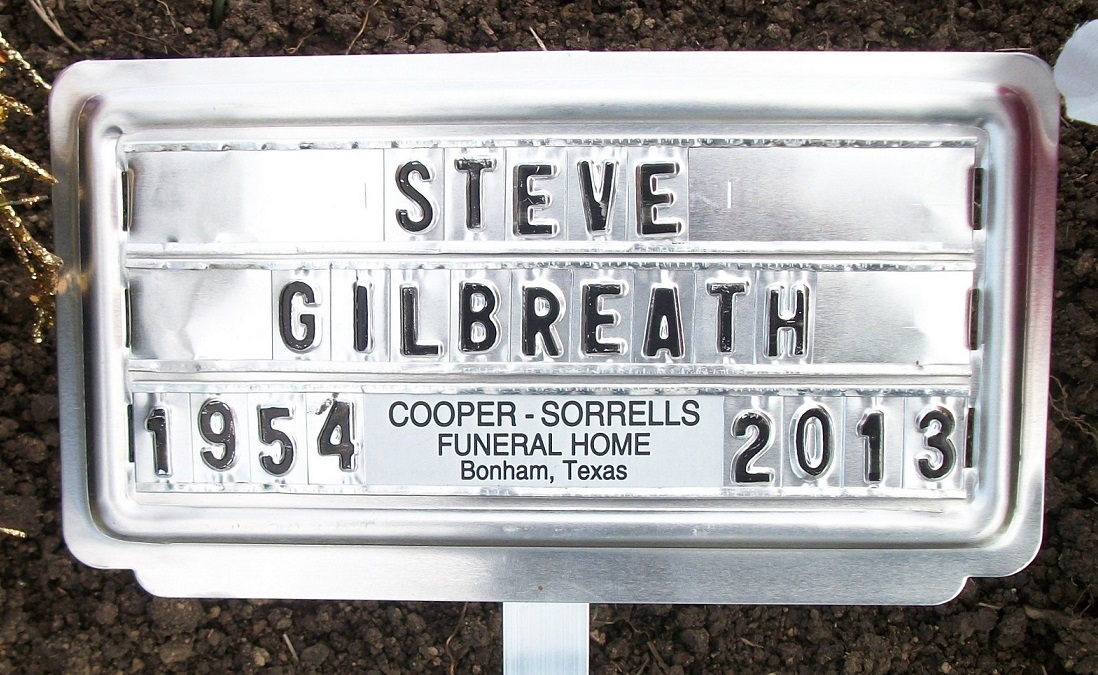 STEVE
GILBREATH
1954 COOPER - SORRELLS 2013
FUNERAL HOME
Bonham, Texas